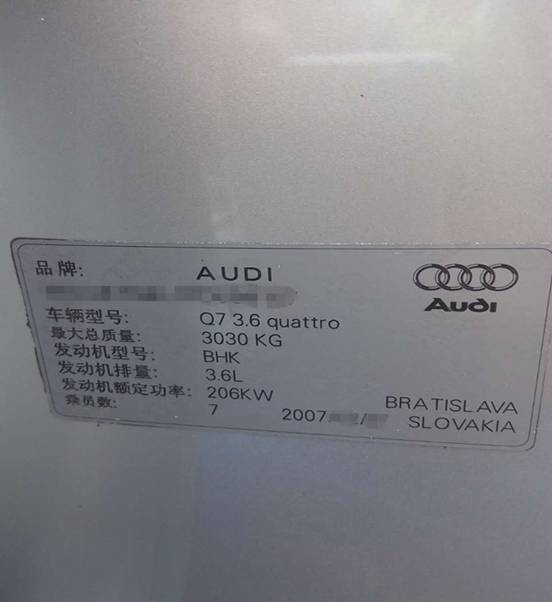 品牌: AUDI
Audi
车辆型号: Q7 3.6 quattro
最大总质量: 3030 KG
发动机型号: BHK
发动机排量: 3.6L
发动机额定功率: 206KW
乘员数: 7 2007 /
BRATISLAVA
SLOVAKIA